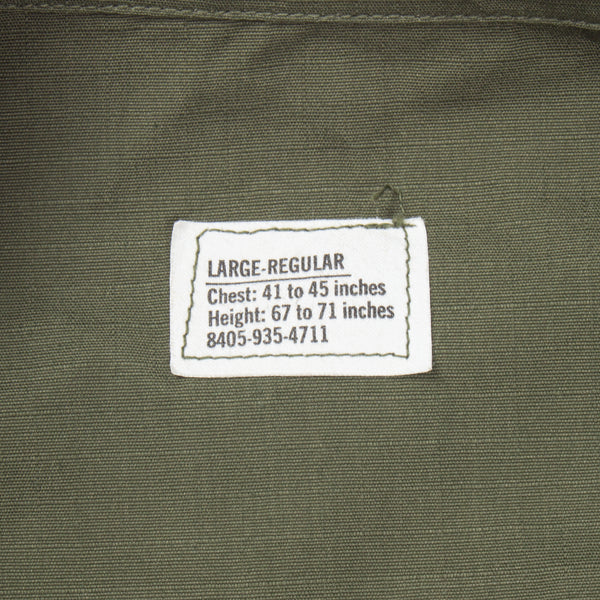 LARGE-REGULAR
Chest: 41 to 45 inches
Height: 67 to 71 inches
8405-935-4711